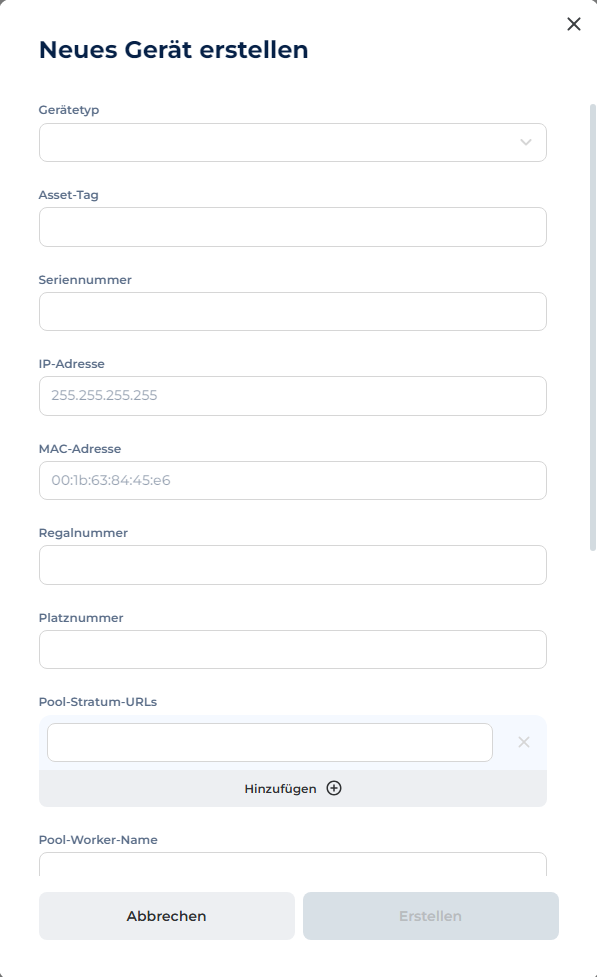 Neues Gerät erstellen
Gerätetyp
Asset-Tag
Seriennummer
IP-Adresse
255.255.255.255
MAC-Adresse
00:1b:63:84:45:e6
Regalnummer
Platznummer
Pool-Stratum-URLs
Hinzufügen
Pool-Worker-Name
Abbrechen
Erstellen